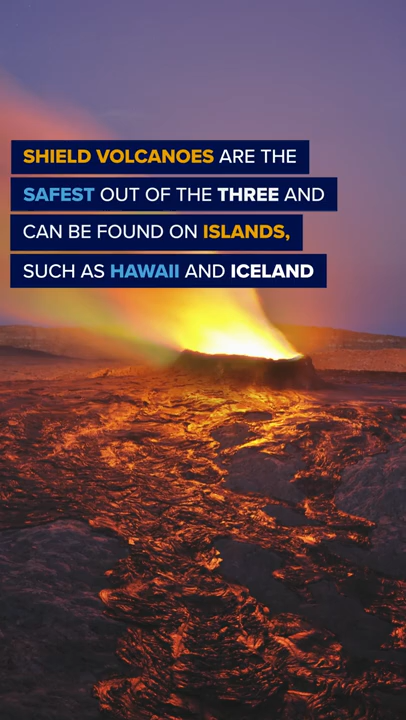 SHIELD VOLCANOES ARE THE
SAFEST OUT OF THE THREE AND
CAN BE FOUND ON ISLANDS,
SUCH AS HAWAII AND ICELAND